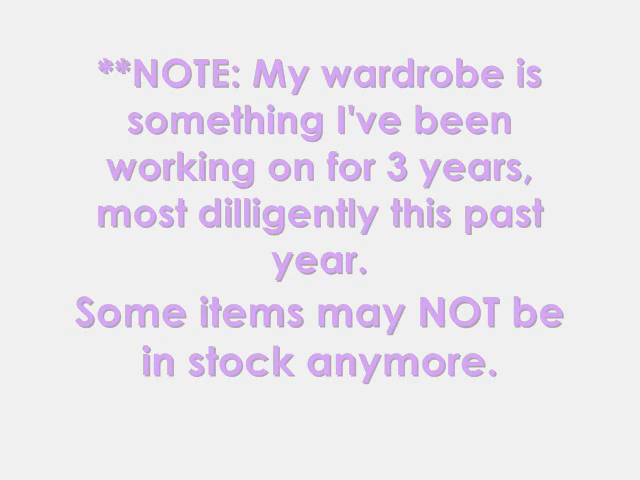 **NOTE: My wardrobe is
something I've been
working on for 3 years,
most dilligently this past
year.
Some items may NOT be
in stock anymore.